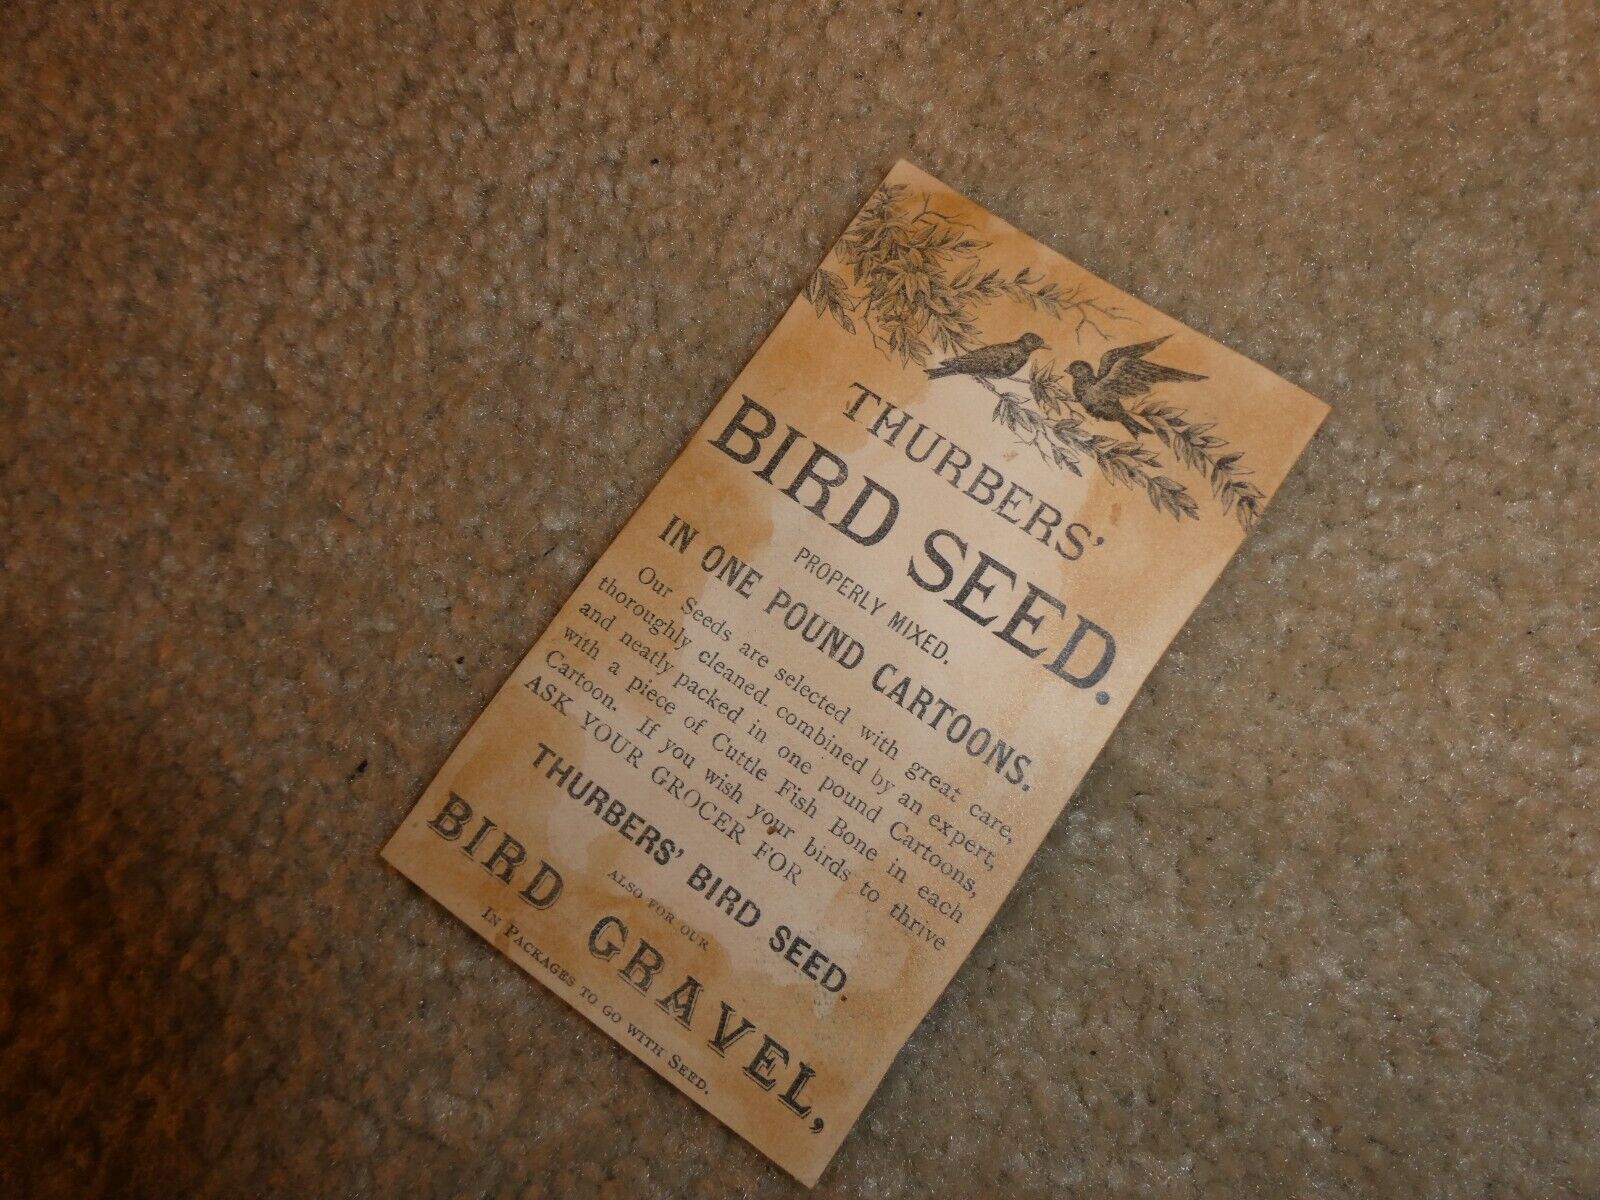 THURBERS'
BIRD SEED.
PROPERLY MIXED.
IN ONE POUND CARTOONS.
Our Seeds are selected with great care,
thoroughly cleaned. combined by an expert,
and neatly packed in one pound Cartoons,
with a piece of Cuttle Fish Bone in each
Cartoon. If you wish your birds to thrive
ASK YOUR GROCER FOR
THURBERS' BIRD SEED.
ALSO FOR OUR
BIRD GRAVEL,
IN PACKAGES TO GO WITH SEED.